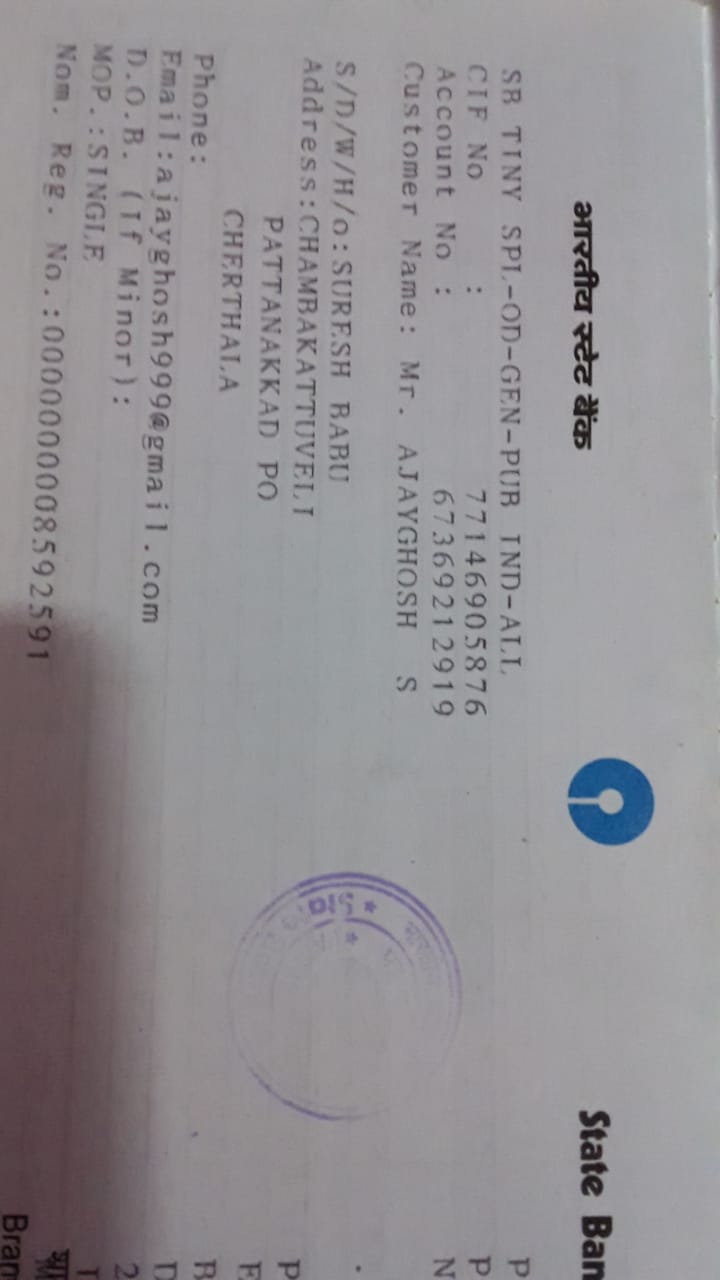 भारतीय स्टेट बैंक State Ban
SB TINY SPL-OD-GEN-PUB IND-ALL P
CIF No : 77146905876 P
Account No : 67369212919 N
Customer Name: Mr. AJAYGHOSH S
S/D/W/H/o:SURESH BABU
Address:CHAMBAKATTUVELI
PATTANAKKAD PO P
CHERTHALA E
Phone: B
Email:ajayghosh999@gmail.com D
D.O.B. (If Minor): 2
MOP.:SINGLE I
Nom. Reg. No.:0000000008592591
Bran